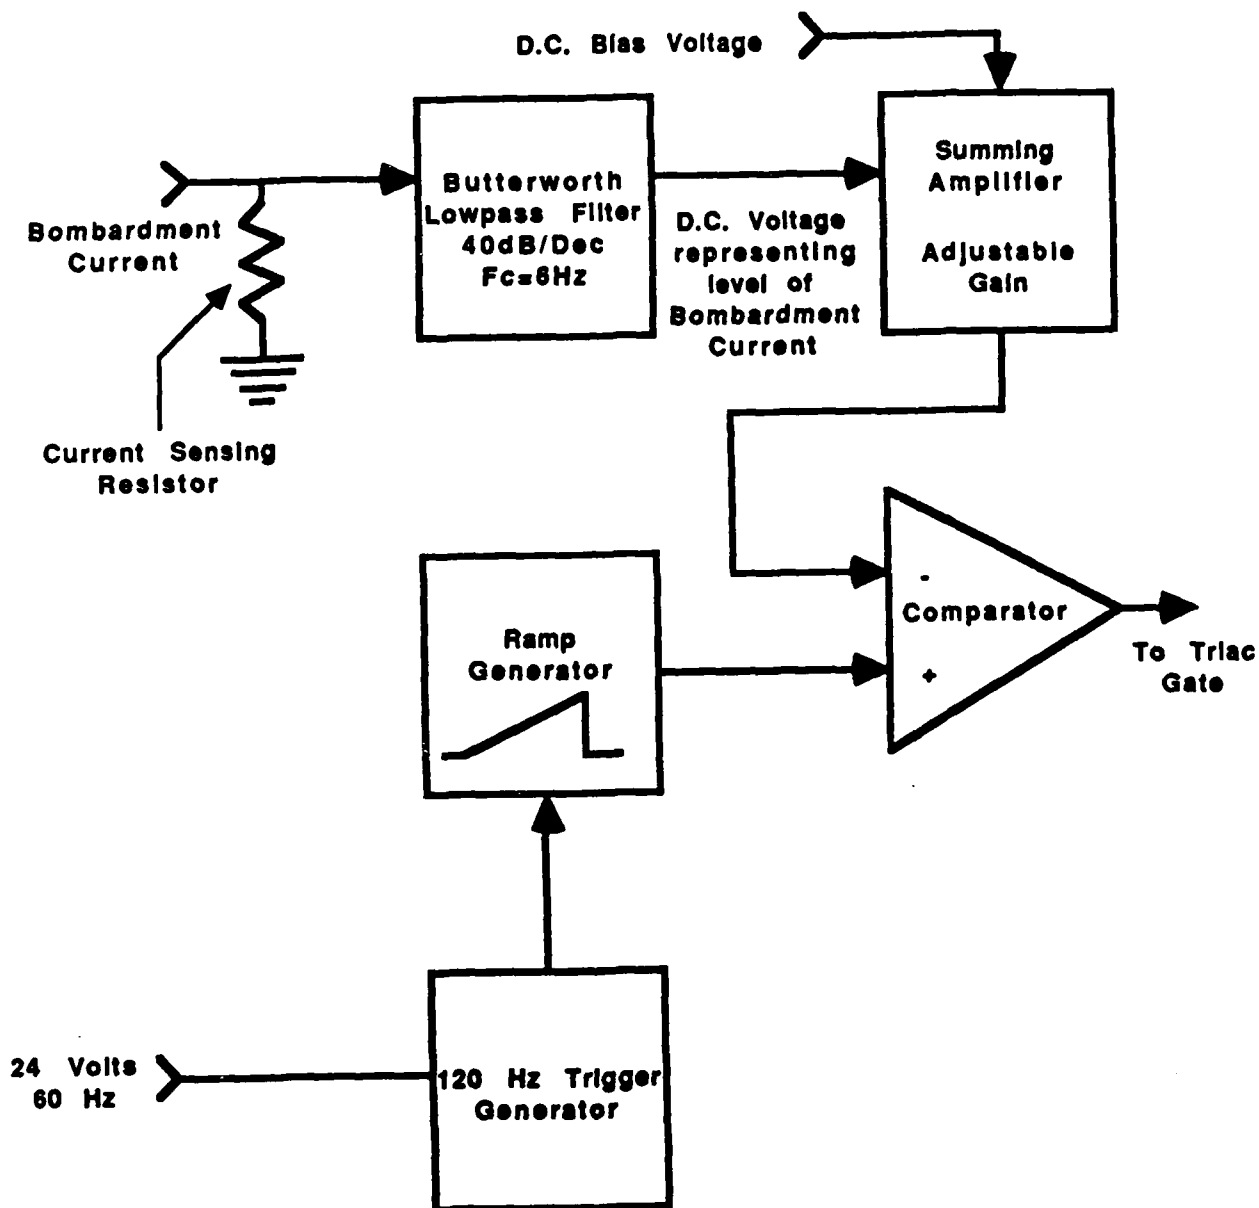 D.C. Bias Voltage
Butterworth
Lowpass Filter
40dB/Dec
Fc=6Hz
Summing
Amplifier
Adjustable
Gain
Bombardment
Current
D.C. Voltage
representing
level of
Bombardment
Current
Current Sensing
Resistor
-
Comparator
+
To Triac
Gate
Ramp
Generator
24 Volts
60 Hz
120 Hz Trigger
Generator